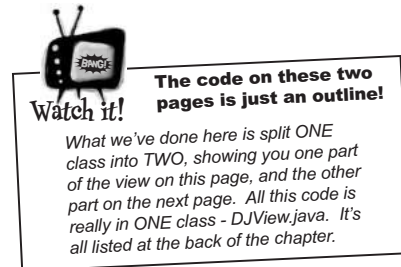 BANG!
Watch it!
The code on these two
pages is just an outline!
What we've done here is split ONE
class into TWO, showing you one part
of the view on this page, and the other
part on the next page.  All this code is
really in ONE class - DJView.java.  It's
all listed at the back of the chapter.